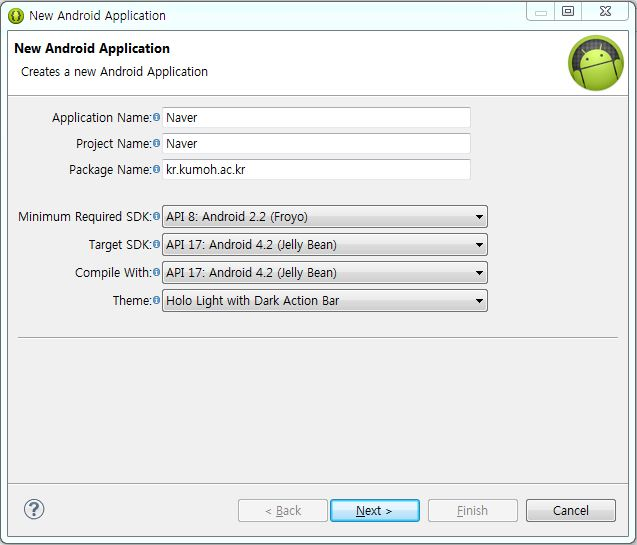 New Android Application
New Android Application
Creates a new Android Application
Application Name: Naver
Project Name: Naver
Package Name: kr.kumoh.ac.kr
Minimum Required SDK: API 8: Android 2.2 (Froyo)
Target SDK: API 17: Android 4.2 (Jelly Bean)
Compile With: API 17: Android 4.2 (Jelly Bean)
Theme: Holo Light with Dark Action Bar
? < Back Next > Finish Cancel